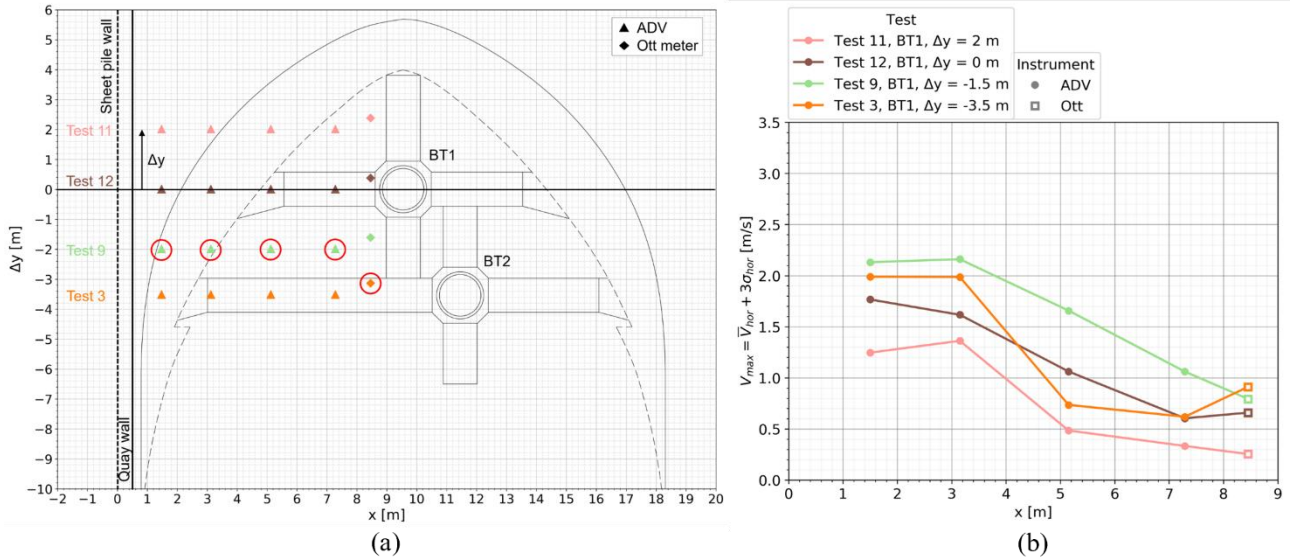 ADV
Ott meter
Sheet pile wall
Quay wall
Test 11
Test 12
Test 9
Test 3
Δy
BT1
BT2
Δy [m]
6
5
4
3
2
1
0
−1
−2
−3
−4
−5
−6
−7
−8
−9
−10
−2 −1 0 1 2 3 4 5 6 7 8 9 10 11 12 13 14 15 16 17 18 19 20
x [m]
(a)
Test
Test 11, BT1, Δy = 2 m
Test 12, BT1, Δy = 0 m
Test 9, BT1, Δy = -1.5 m
Test 3, BT1, Δy = -3.5 m
Instrument
ADV
Ott
V_max = V̅_hor + 3σ_hor [m/s]
3.5
3.0
2.5
2.0
1.5
1.0
0.5
0.0
0 1 2 3 4 5 6 7 8 9
x [m]
(b)